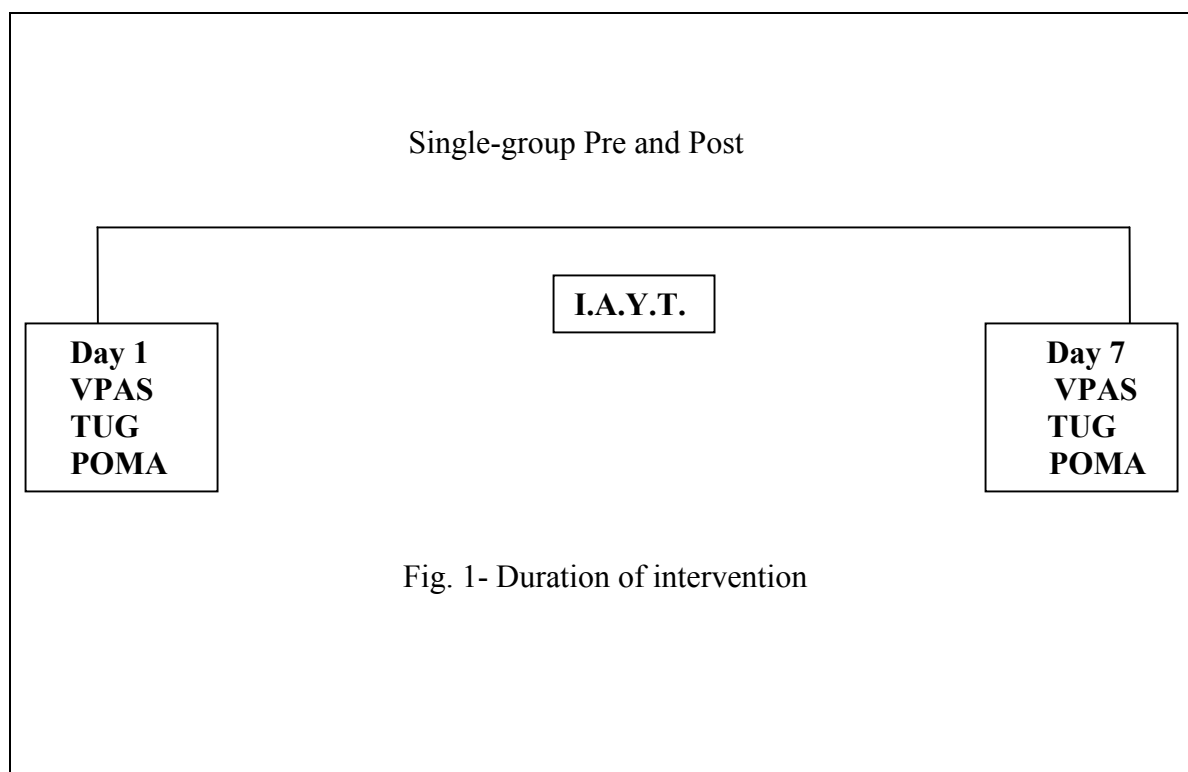 Single-group Pre and Post
I.A.Y.T.
Day 1
VPAS
TUG
POMA
Day 7
VPAS
TUG
POMA
Fig. 1- Duration of intervention